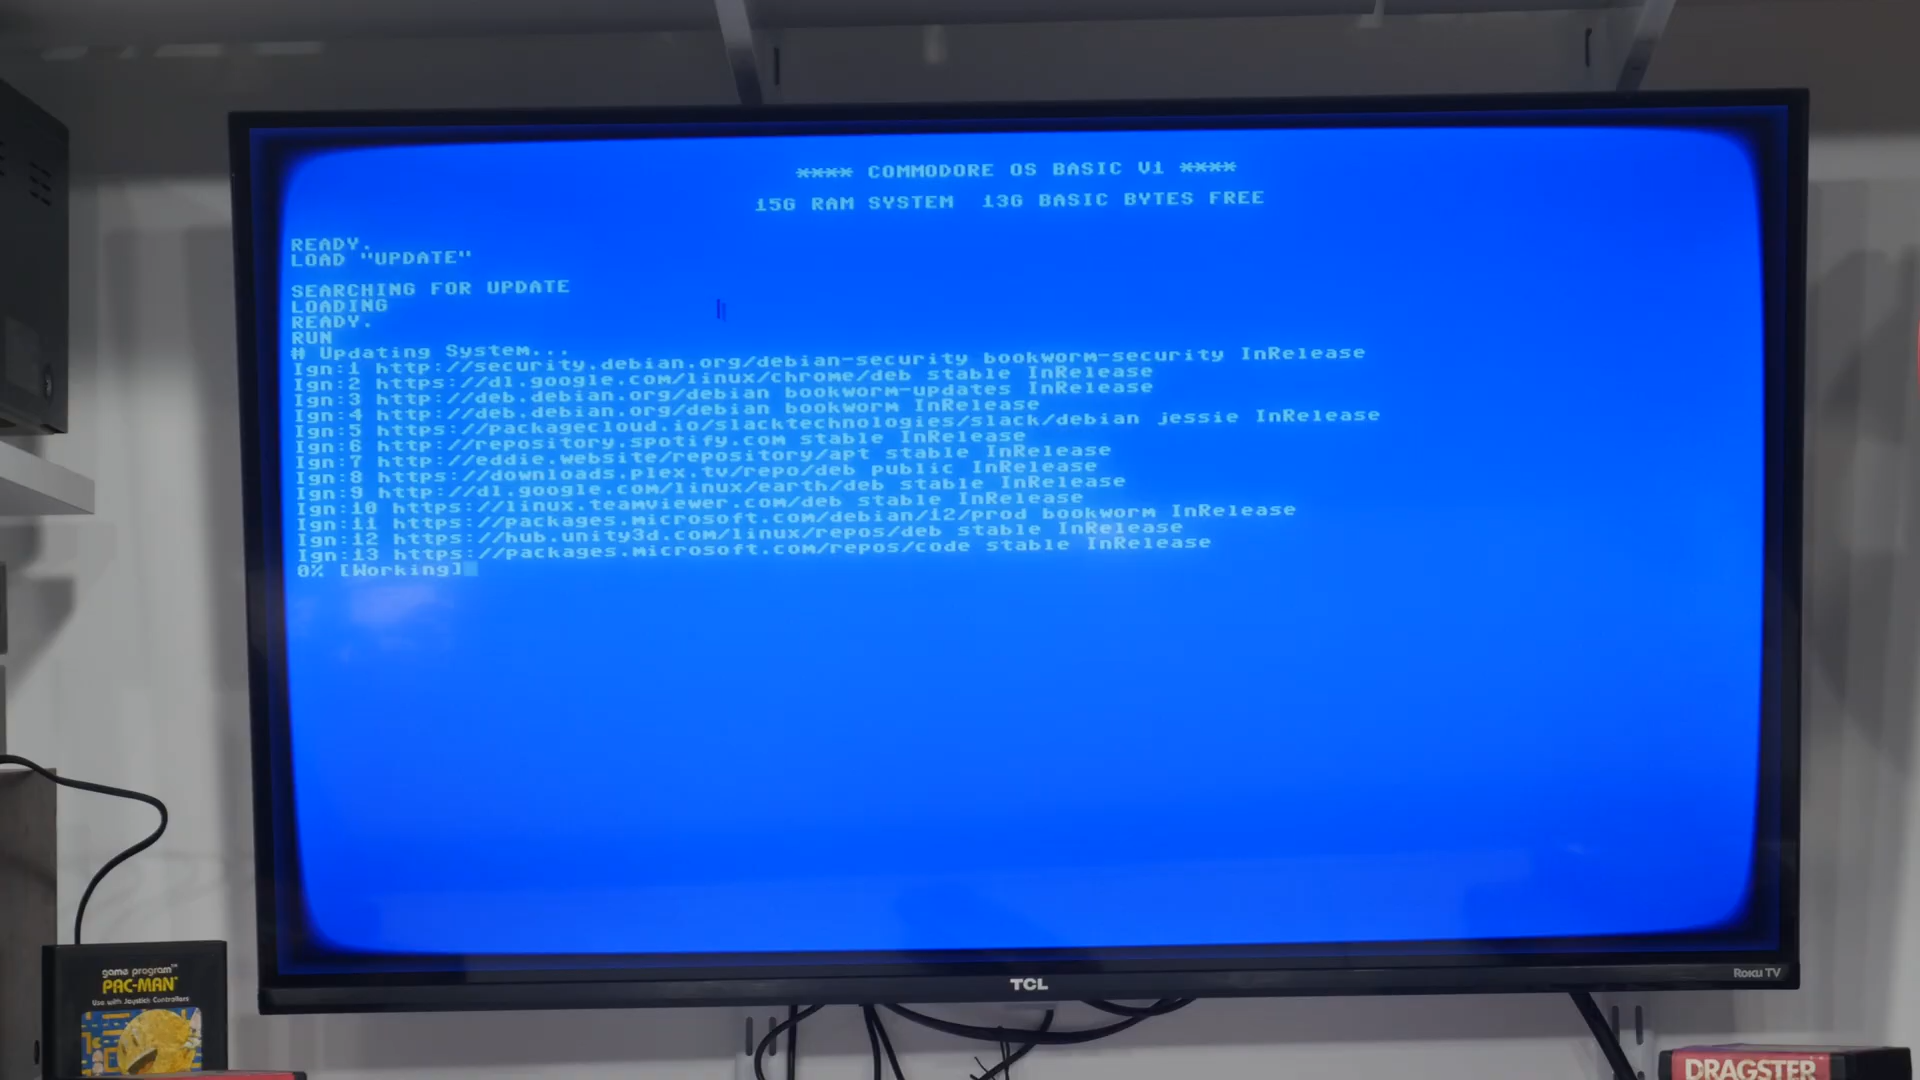 **** COMMODORE OS BASIC V1 ****
15G RAM SYSTEM 13G BASIC BYTES FREE
READY.
LOAD "UPDATE"
SEARCHING FOR UPDATE
LOADING
READY.
RUN
# Updating System...
Ign:1 http://security.debian.org/debian-security bookworm-security InRelease
Ign:2 https://dl.google.com/linux/chrome/deb stable InRelease
Ign:3 http://deb.debian.org/debian bookworm-updates InRelease
Ign:4 http://deb.debian.org/debian bookworm InRelease
Ign:5 https://packagecloud.io/slacktechnologies/slack/debian jessie InRelease
Ign:6 http://repository.spotify.com stable InRelease
Ign:7 http://eddie.website/repository/apt stable InRelease
Ign:8 https://downloads.plex.tv/repo/deb public InRelease
Ign:9 http://dl.google.com/linux/earth/deb stable InRelease
Ign:10 https://linux.teamviewer.com/deb stable InRelease
Ign:11 https://packages.microsoft.com/debian/12/prod bookworm InRelease
Ign:12 https://hub.unity3d.com/linux/repos/deb stable InRelease
Ign:13 https://packages.microsoft.com/repos/code stable InRelease
0% [Working]
TCL
Roku TV
game program™
PAC-MAN
Use with Joystick Controllers
DRAGSTER